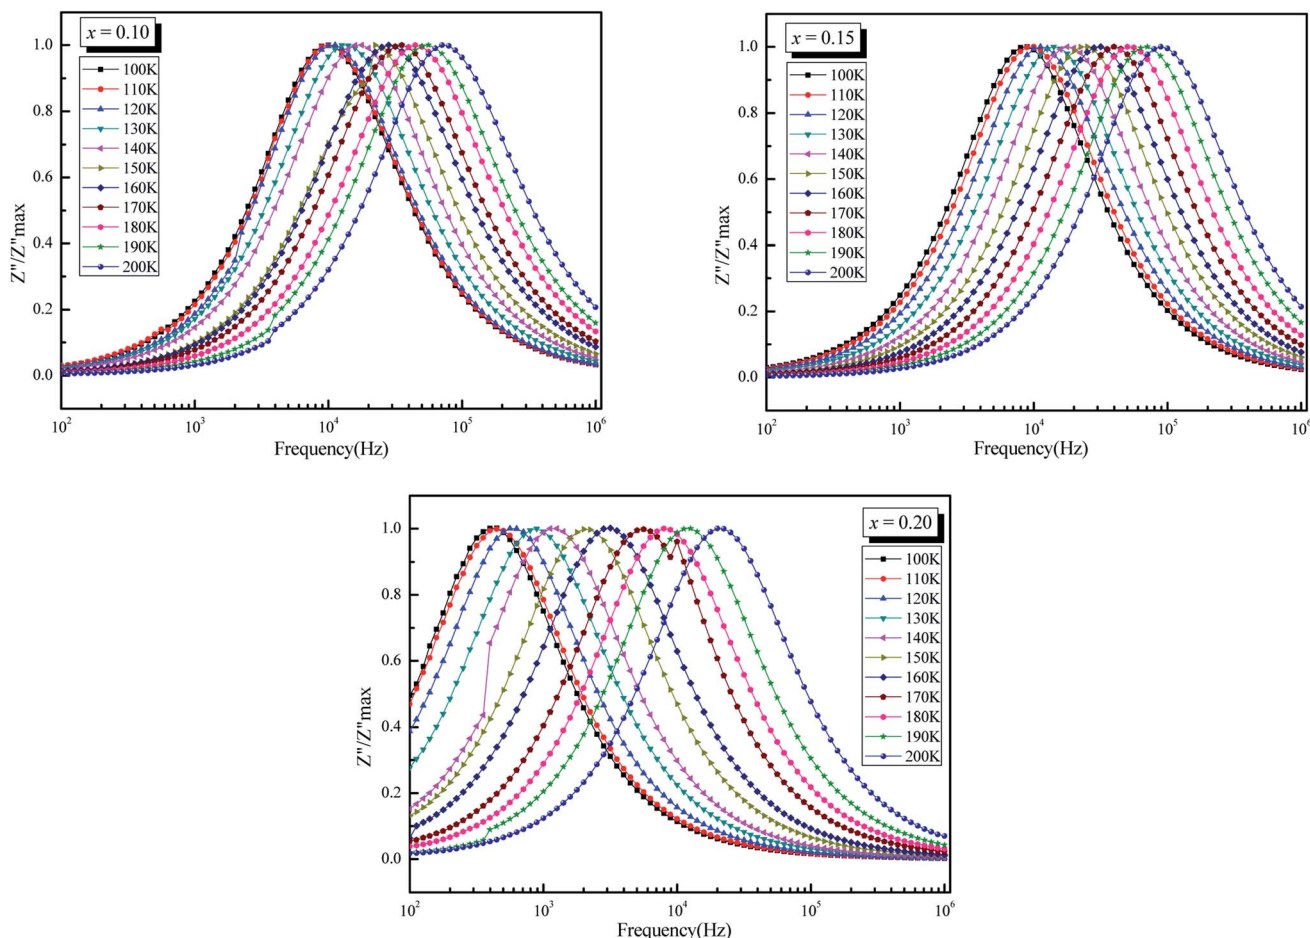 x = 0.10
1.0
0.8
0.6
0.4
0.2
0.0
Z"/Z"max
100K
110K
120K
130K
140K
150K
160K
170K
180K
190K
200K
10² 10³ 10⁴ 10⁵ 10⁶
Frequency(Hz)
x = 0.15
1.0
0.8
0.6
0.4
0.2
0.0
Z"/Z"max
100K
110K
120K
130K
140K
150K
160K
170K
180K
190K
200K
10² 10³ 10⁴ 10⁵ 10⁶
Frequency(Hz)
x = 0.20
1.0
0.8
0.6
0.4
0.2
0.0
Z"/Z"max
100K
110K
120K
130K
140K
150K
160K
170K
180K
190K
200K
10² 10³ 10⁴ 10⁵ 10⁶
Frequency(Hz)